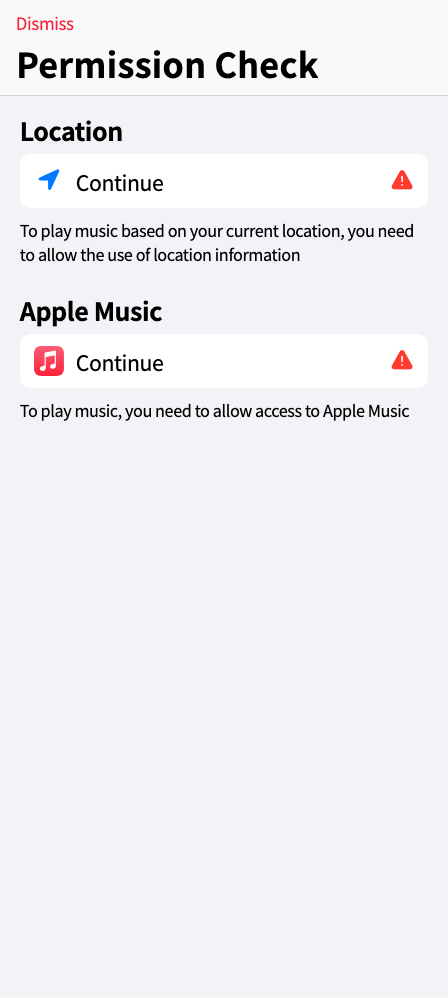 Dismiss
Permission Check
Location
Continue
To play music based on your current location, you need
to allow the use of location information
Apple Music
Continue
To play music, you need to allow access to Apple Music